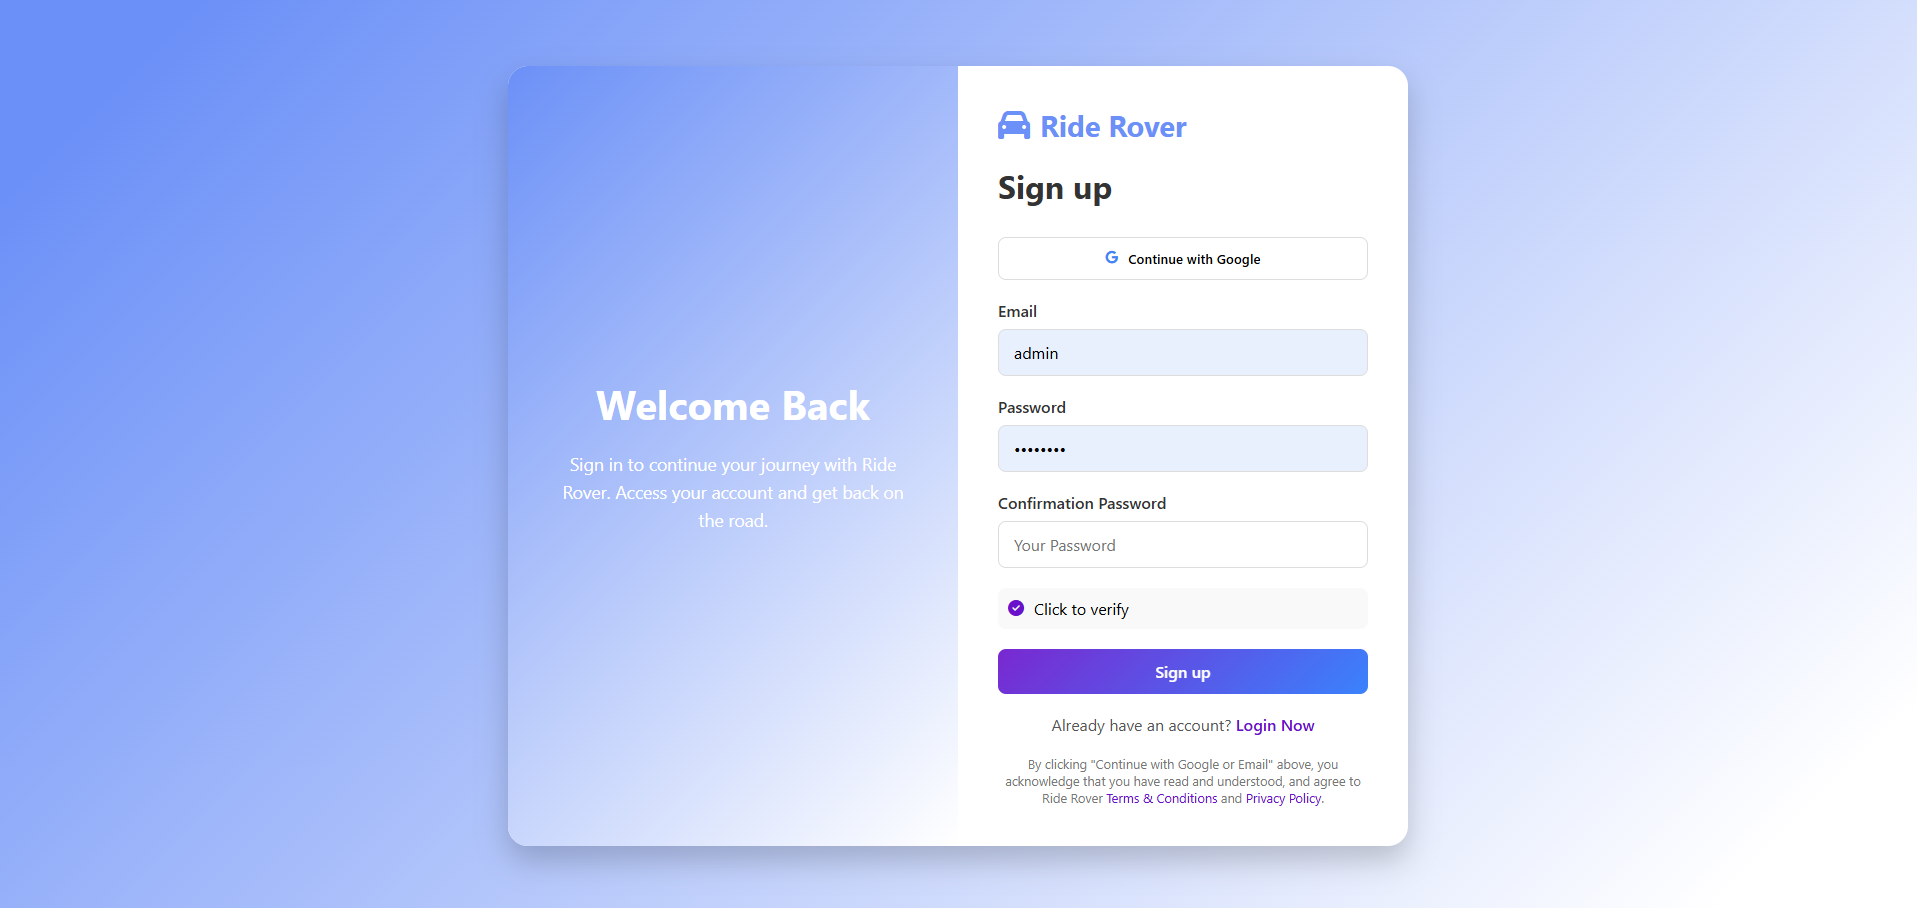 Welcome Back
Sign in to continue your journey with Ride
Rover. Access your account and get back on
the road.
Ride Rover
Sign up
Continue with Google
Email
admin
Password
••••••••
Confirmation Password
Your Password
Click to verify
Sign up
Already have an account? Login Now
By clicking "Continue with Google or Email" above, you
acknowledge that you have read and understood, and agree to
Ride Rover Terms & Conditions and Privacy Policy.